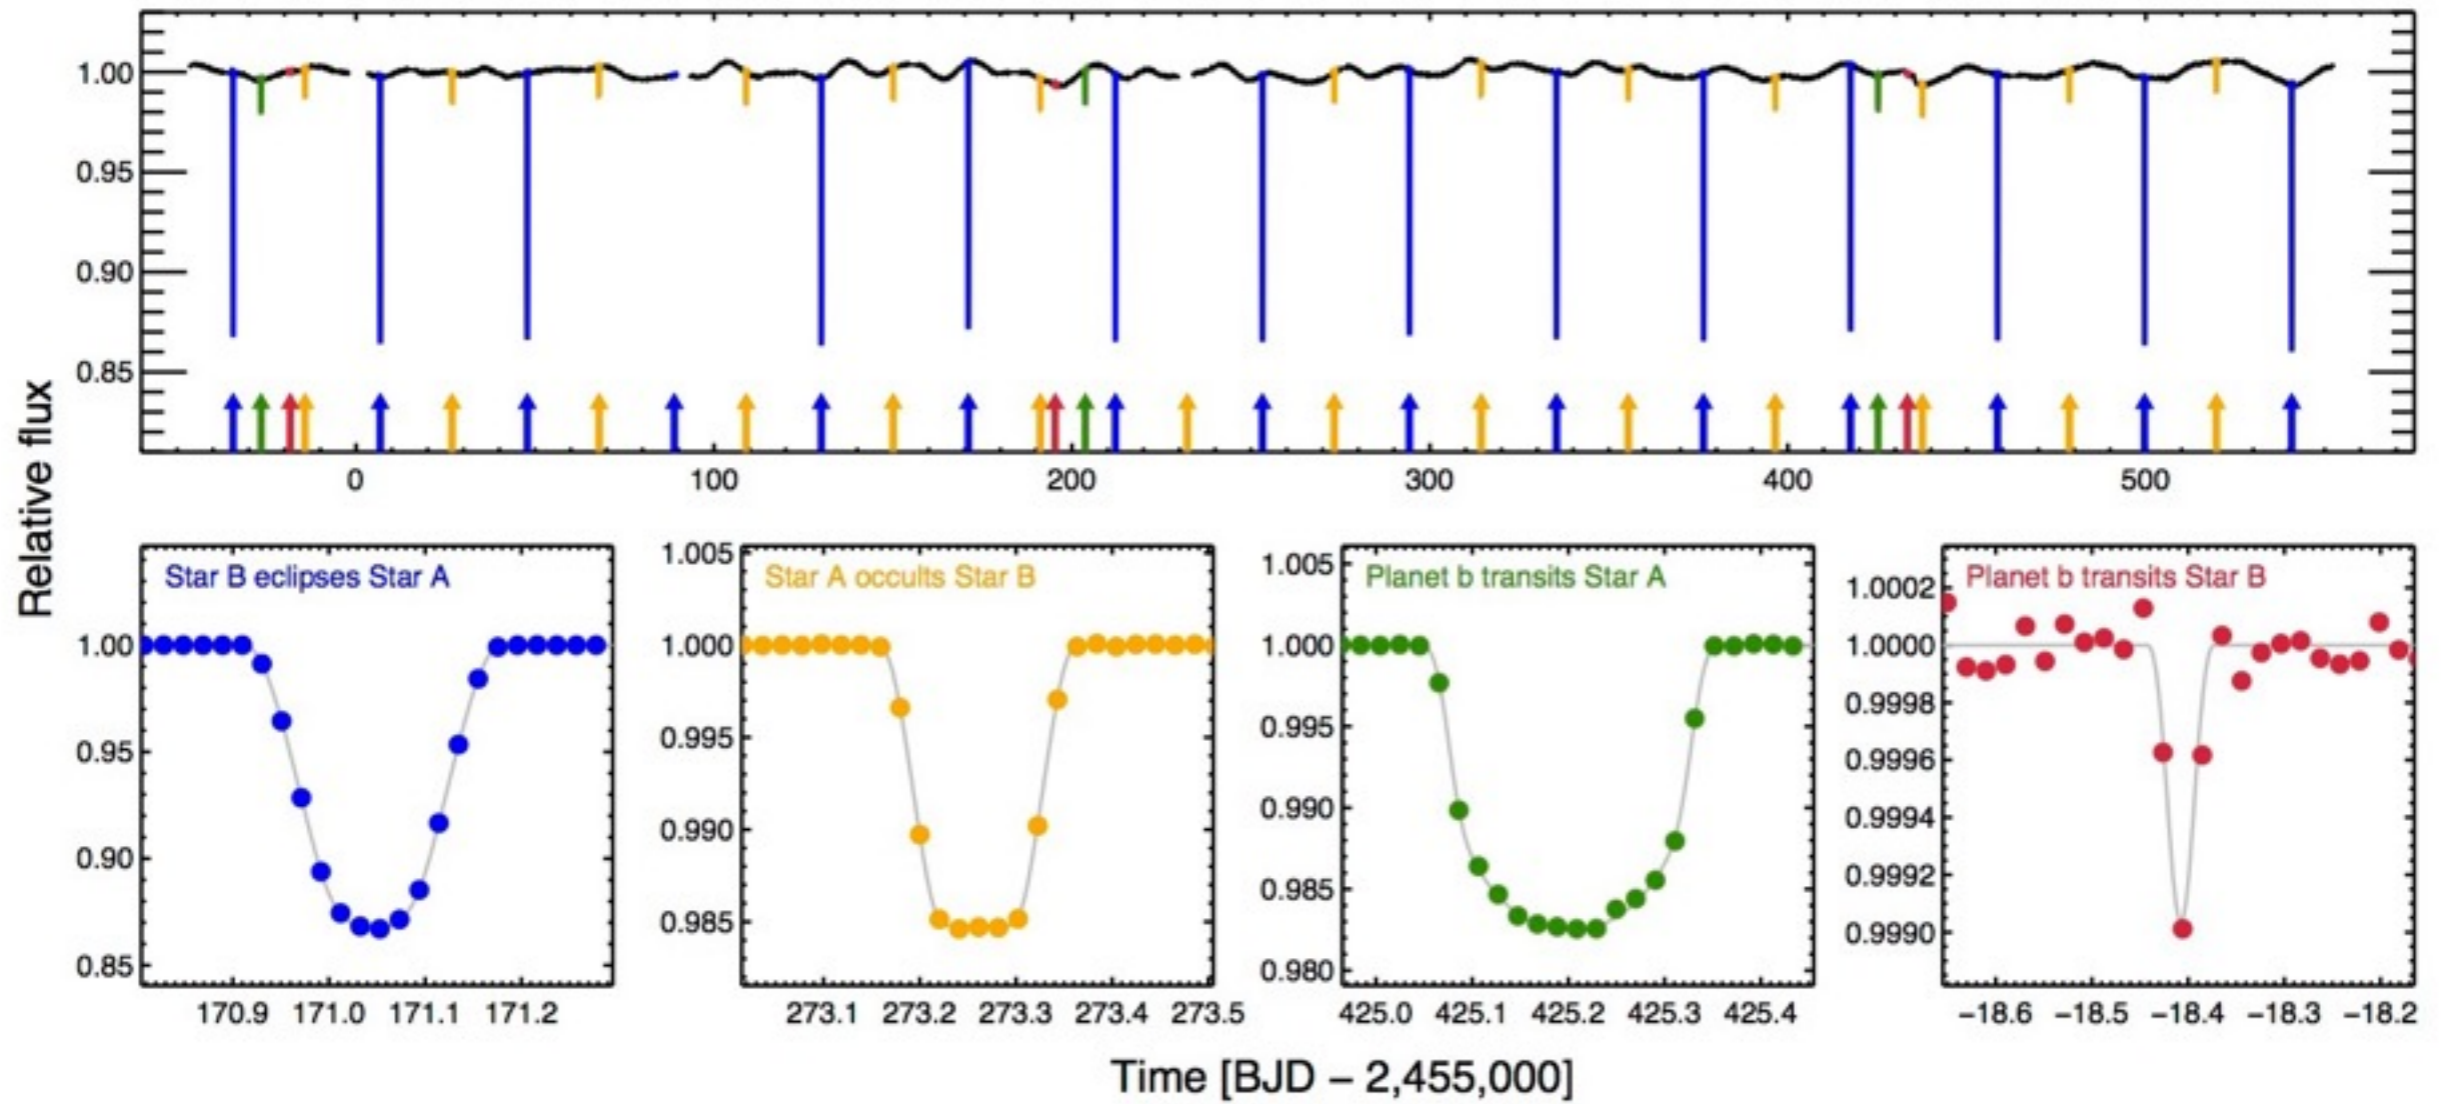 Relative flux
1.00
0.95
0.90
0.85
0 100 200 300 400 500
Star B eclipses Star A
1.00
0.95
0.90
0.85
170.9 171.0 171.1 171.2
Star A occults Star B
1.005
1.000
0.995
0.990
0.985
273.1 273.2 273.3 273.4 273.5
Planet b transits Star A
1.005
1.000
0.995
0.990
0.985
0.980
425.0 425.1 425.2 425.3 425.4
Planet b transits Star B
1.0002
1.0000
0.9998
0.9996
0.9994
0.9992
0.9990
−18.6 −18.5 −18.4 −18.3 −18.2
Time [BJD − 2,455,000]